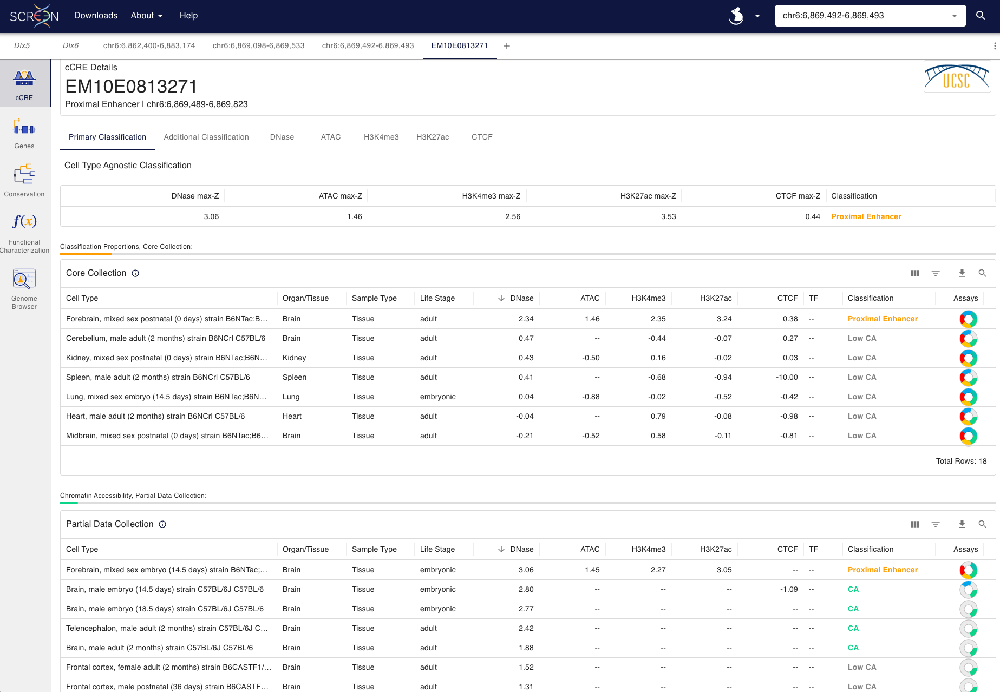 SCREEN Downloads About Help chr6:6,869,492-6,869,493
Dlx5 Dlx6 chr6:6,862,400-6,883,174 chr6:6,869,098-6,869,533 chr6:6,869,492-6,869,493 EM10E0813271 +
cCRE
Genes
Conservation
f(x)
Functional
Characterization
Genome
Browser
cCRE Details
EM10E0813271
Proximal Enhancer | chr6:6,869,489-6,869,823
UCSC
Primary Classification Additional Classification DNase ATAC H3K4me3 H3K27ac CTCF
Cell Type Agnostic Classification
DNase max-Z ATAC max-Z H3K4me3 max-Z H3K27ac max-Z CTCF max-Z Classification
3.06 1.46 2.56 3.53 0.44 Proximal Enhancer
Classification Proportions, Core Collection:
Core Collection
Cell Type Organ/Tissue Sample Type Life Stage DNase ATAC H3K4me3 H3K27ac CTCF TF Classification Assays
Forebrain, mixed sex postnatal (0 days) strain B6NTac;B... Brain Tissue adult 2.34 1.46 2.35 3.24 0.38 -- Proximal Enhancer
Cerebellum, male adult (2 months) strain B6NCrl C57BL/6 Brain Tissue adult 0.47 -- -0.44 -0.07 0.27 -- Low CA
Kidney, mixed sex postnatal (0 days) strain B6NTac;B6N... Kidney Tissue adult 0.43 -0.50 0.16 -0.02 0.03 -- Low CA
Spleen, male adult (2 months) strain B6NCrl C57BL/6 Spleen Tissue adult 0.41 -- -0.68 -0.94 -10.00 -- Low CA
Lung, mixed sex embryo (14.5 days) strain B6NTac;B6N... Lung Tissue embryonic 0.04 -0.88 -0.02 -0.52 -0.42 -- Low CA
Heart, male adult (2 months) strain B6NCrl C57BL/6 Heart Tissue adult -0.04 -- 0.79 -0.08 -0.98 -- Low CA
Midbrain, mixed sex postnatal (0 days) strain B6NTac;B6... Brain Tissue adult -0.21 -0.52 0.58 -0.11 -0.81 -- Low CA
Total Rows: 18
Chromatin Accessibility, Partial Data Collection:
Partial Data Collection
Cell Type Organ/Tissue Sample Type Life Stage DNase ATAC H3K4me3 H3K27ac CTCF TF Classification Assays
Forebrain, mixed sex embryo (14.5 days) strain B6NTac;... Brain Tissue embryonic 3.06 1.45 2.27 3.05 -- -- Proximal Enhancer
Brain, male embryo (14.5 days) strain C57BL/6J C57BL/6 Brain Tissue embryonic 2.80 -- -- -- -1.09 -- CA
Brain, male embryo (18.5 days) strain C57BL/6J C57BL/6 Brain Tissue embryonic 2.77 -- -- -- -- -- CA
Telencephalon, male adult (2 months) strain C57BL/6J C... Brain Tissue adult 2.42 -- -- -- -- -- CA
Brain, male adult (2 months) strain C57BL/6J C57BL/6 Brain Tissue adult 1.88 -- -- -- -- -- CA
Frontal cortex, female adult (2 months) strain B6CASTF1/... Brain Tissue adult 1.52 -- -- -- -- -- Low CA
Frontal cortex, male postnatal (36 days) strain B6CASTF... Brain Tissue adult 1.31 -- -- -- -- -- Low CA